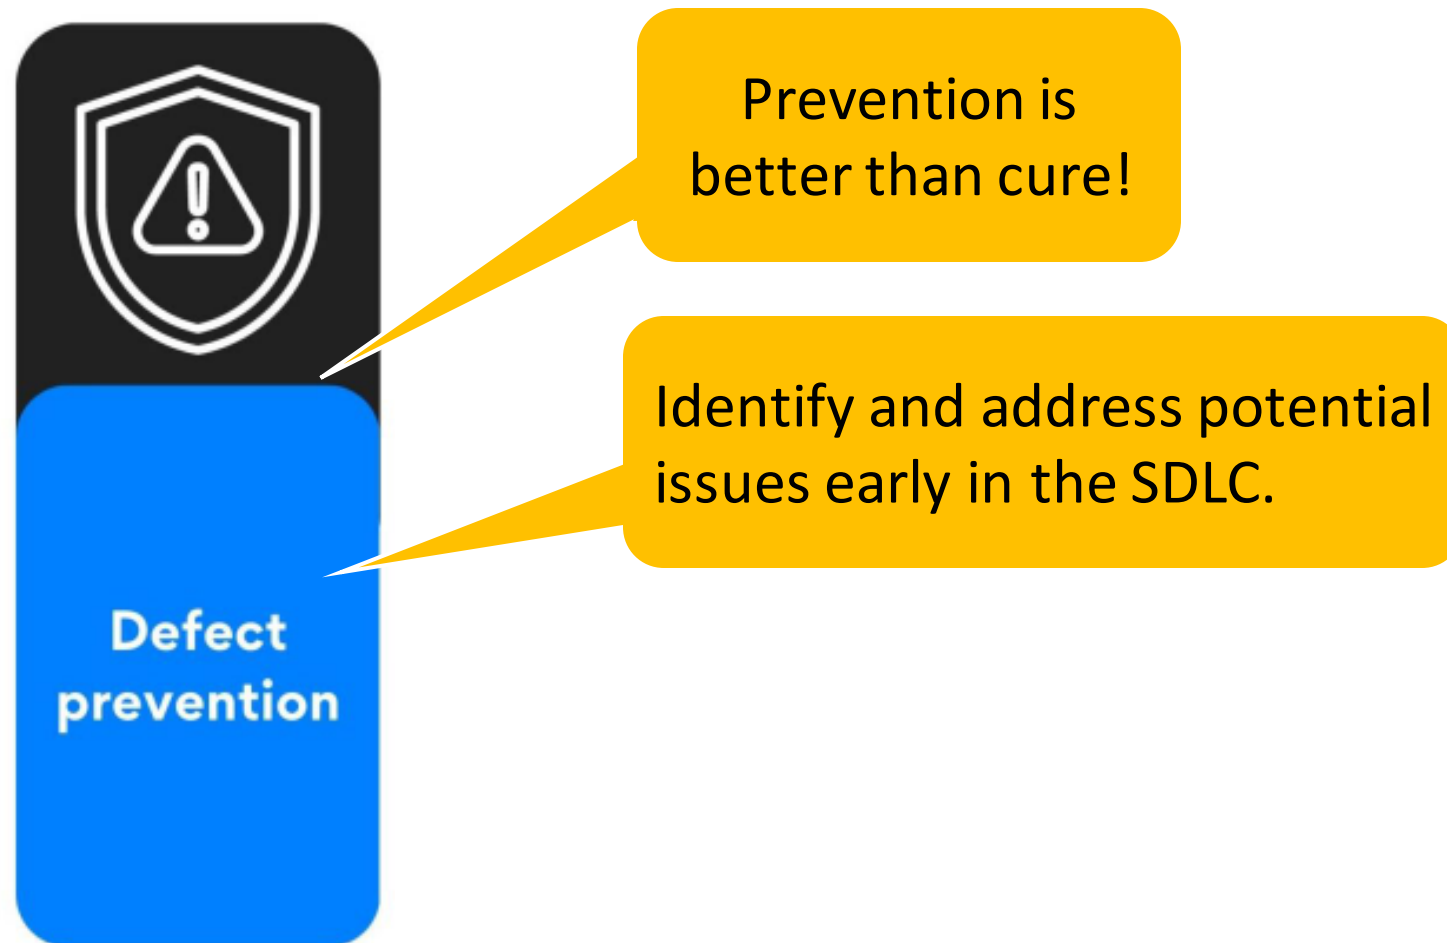 Prevention is
better than cure!
Identify and address potential
issues early in the SDLC.
Defect
prevention